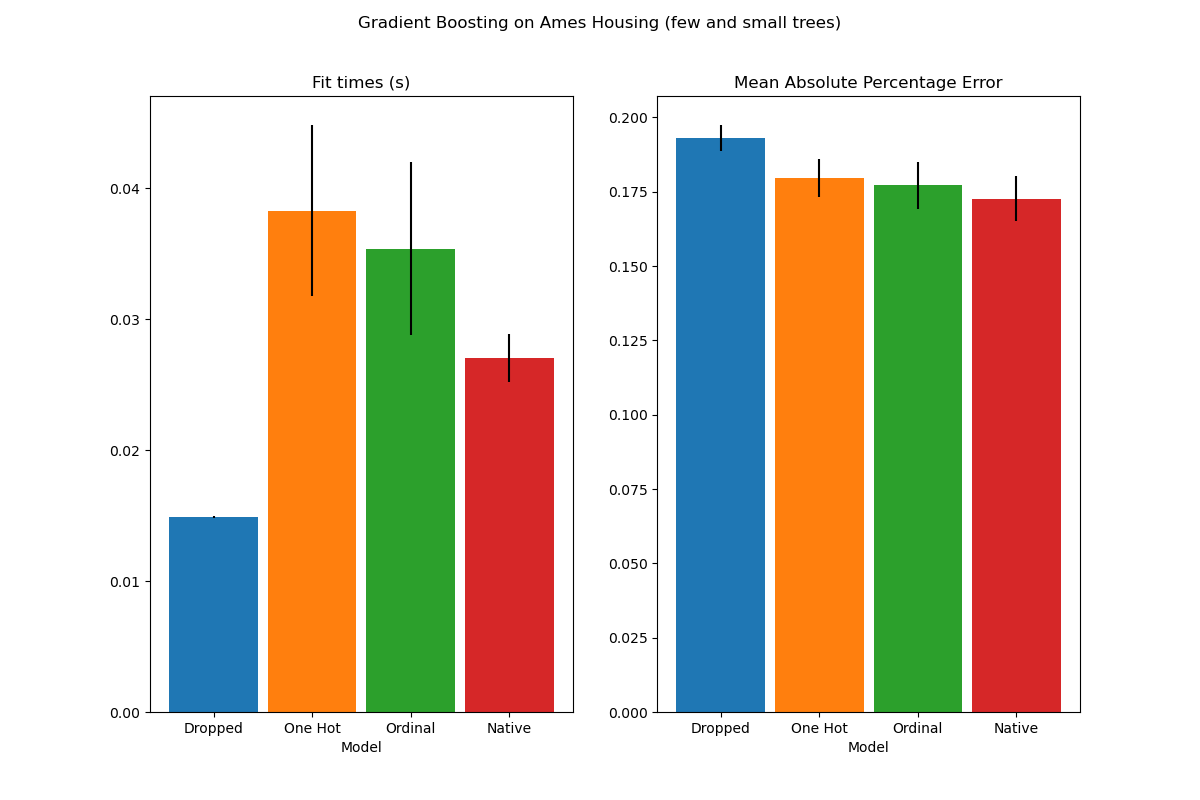 Gradient Boosting on Ames Housing (few and small trees)
Fit times (s)
0.04
0.03
0.02
0.01
0.00
Dropped One Hot Ordinal Native
Model
Mean Absolute Percentage Error
0.200
0.175
0.150
0.125
0.100
0.075
0.050
0.025
0.000
Dropped One Hot Ordinal Native
Model